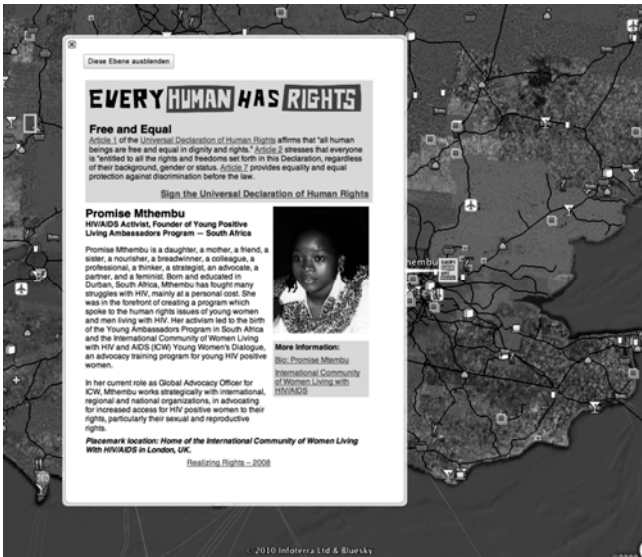 Diese Ebene ausblenden
EVERY HUMAN HAS RIGHTS
Free and Equal
Article 1 of the Universal Declaration of Human Rights affirms that "all human
beings are free and equal in dignity and rights." Article 2 stresses that everyone
is "entitled to all the rights and freedoms set forth in this Declaration, regardless
of their background, gender or status. Article 7 provides equality and equal
protection against discrimination before the law.
Sign the Universal Declaration of Human Rights
Promise Mthembu
HIV/AIDS Activist, Founder of Young Positive
Living Ambassadors Program — South Africa
Promise Mthembu is a daughter, a mother, a friend, a
sister, a nourisher, a breadwinner, a colleague, a
professional, a thinker, a strategist, an advocate, a
partner, and a feminist. Born and educated in
Durban, South Africa, Mthembu has fought many
struggles with HIV, mainly at a personal cost. She
was in the forefront of creating a program which
spoke to the human rights issues of young women
and men living with HIV. Her activism led to the birth
of the Young Ambassadors Program in South Africa
and the International Community of Women Living
with HIV and AIDS (ICW) Young Women's Dialogue,
an advocacy training program for young HIV positive
women.
In her current role as Global Advocacy Officer for
ICW, Mthembu works strategically with international,
regional and national organizations, in advocating
for increased access for HIV positive women to their
rights, particularly their sexual and reproductive
rights.
More Information:
Bio: Promise Mtembu
International Community
of Women Living with
HIV/AIDS
Placemark location: Home of the International Community of Women Living
With HIV/AIDS in London, UK.
Realizing Rights – 2008
hembu
© 2010 Infoterra Ltd & Bluesky